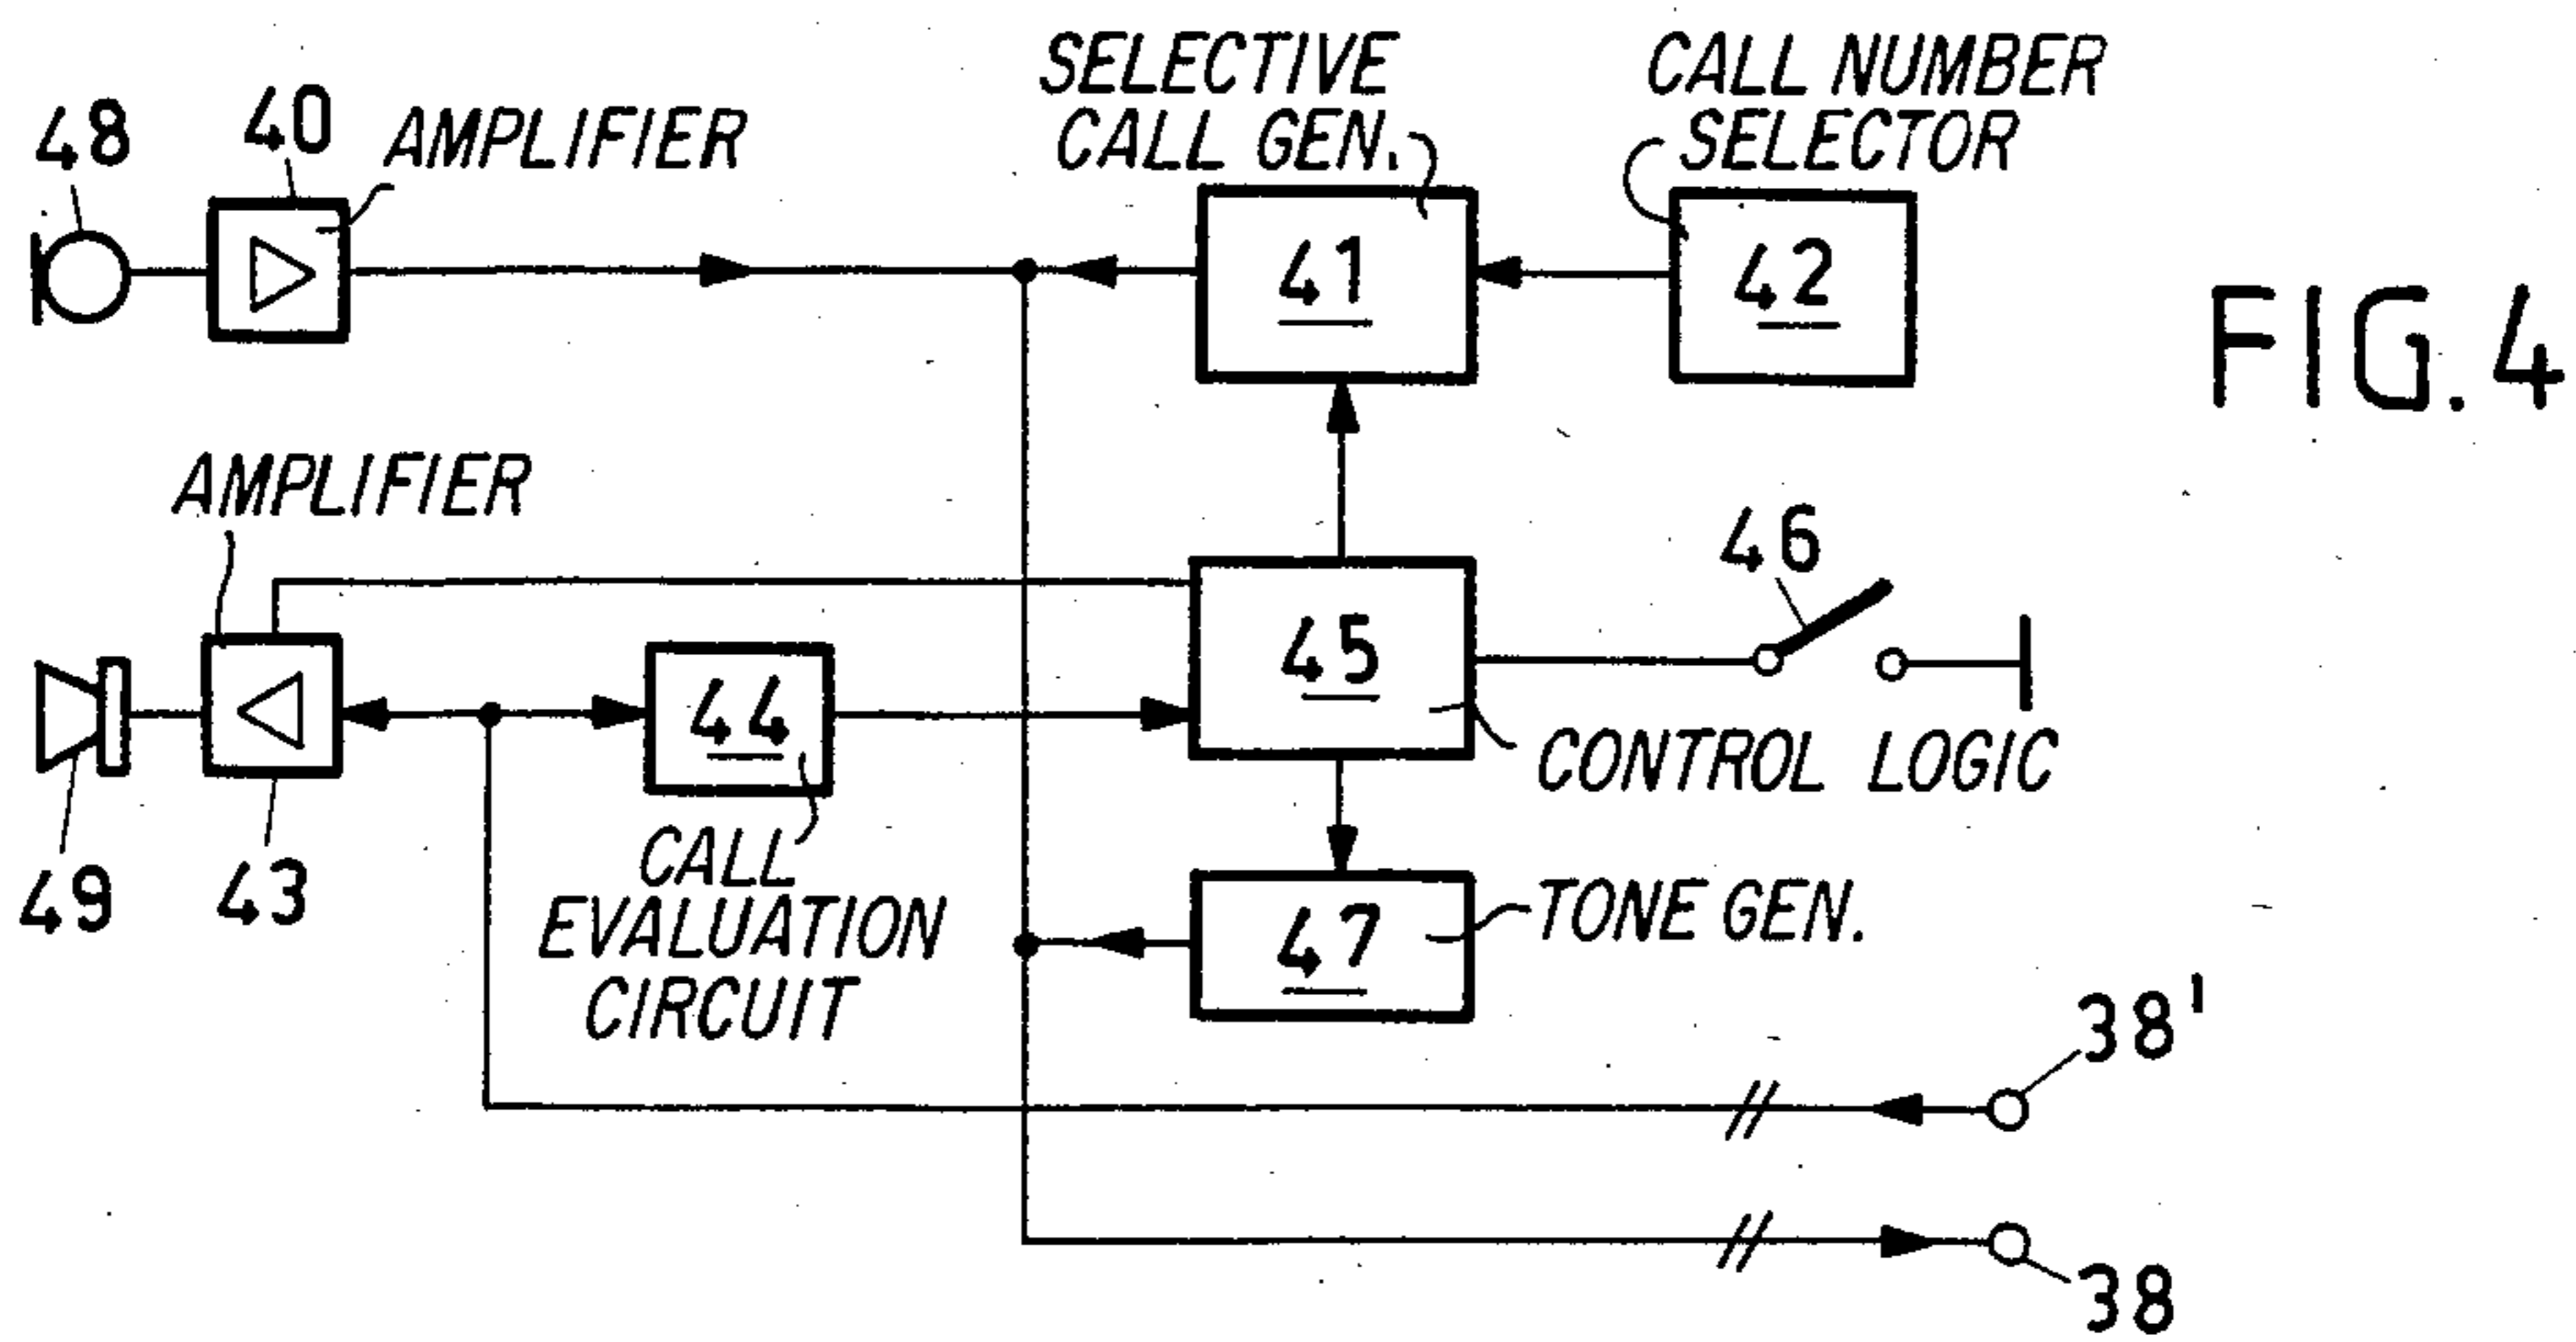 48
40
AMPLIFIER
SELECTIVE
CALL GEN.
CALL NUMBER
SELECTOR
41
42
FIG. 4
AMPLIFIER
46
45
44
CONTROL LOGIC
49
43
CALL
EVALUATION
CIRCUIT
47
TONE GEN.
38'
38